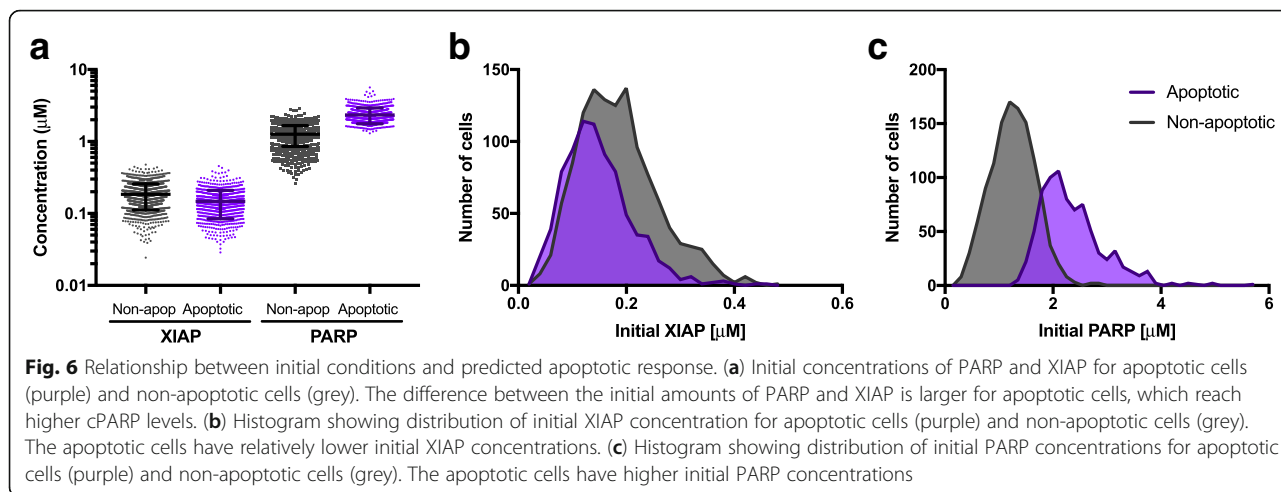 a
Concentration (µM)
10
1
0.1
0.01
Non-apop Apoptotic Non-apop Apoptotic
XIAP PARP
b
Number of cells
150
100
50
0
0.0 0.2 0.4 0.6
Initial XIAP [µM]
c
Number of cells
200
150
100
50
0
0 2 4 6
Initial PARP [µM]
Apoptotic
Non-apoptotic
Fig. 6 Relationship between initial conditions and predicted apoptotic response. (a) Initial concentrations of PARP and XIAP for apoptotic cells
(purple) and non-apoptotic cells (grey). The difference between the initial amounts of PARP and XIAP is larger for apoptotic cells, which reach
higher cPARP levels. (b) Histogram showing distribution of initial XIAP concentration for apoptotic cells (purple) and non-apoptotic cells (grey).
The apoptotic cells have relatively lower initial XIAP concentrations. (c) Histogram showing distribution of initial PARP concentrations for apoptotic
cells (purple) and non-apoptotic cells (grey). The apoptotic cells have higher initial PARP concentrations